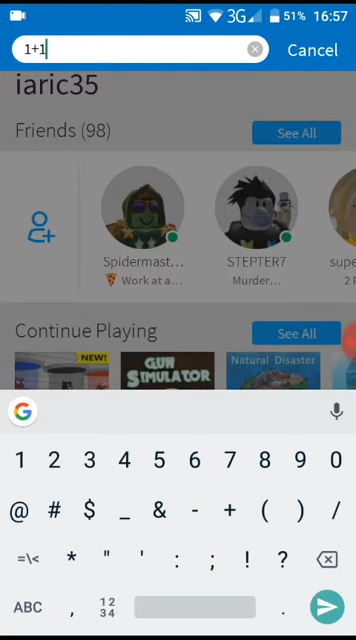 3G 51% 16:57
1+1 Cancel
iaric35
Friends (98) See All
Spidermast... STEPTER7 supe
Work at a... Murder... 2 P
Continue Playing See All
NEW! GUN SIMULATOR Natural Disaster
1 2 3 4 5 6 7 8 9 0
@ # $ _ & - + ( ) /
=\< * " ' : ; ! ?
ABC , 12 34 .